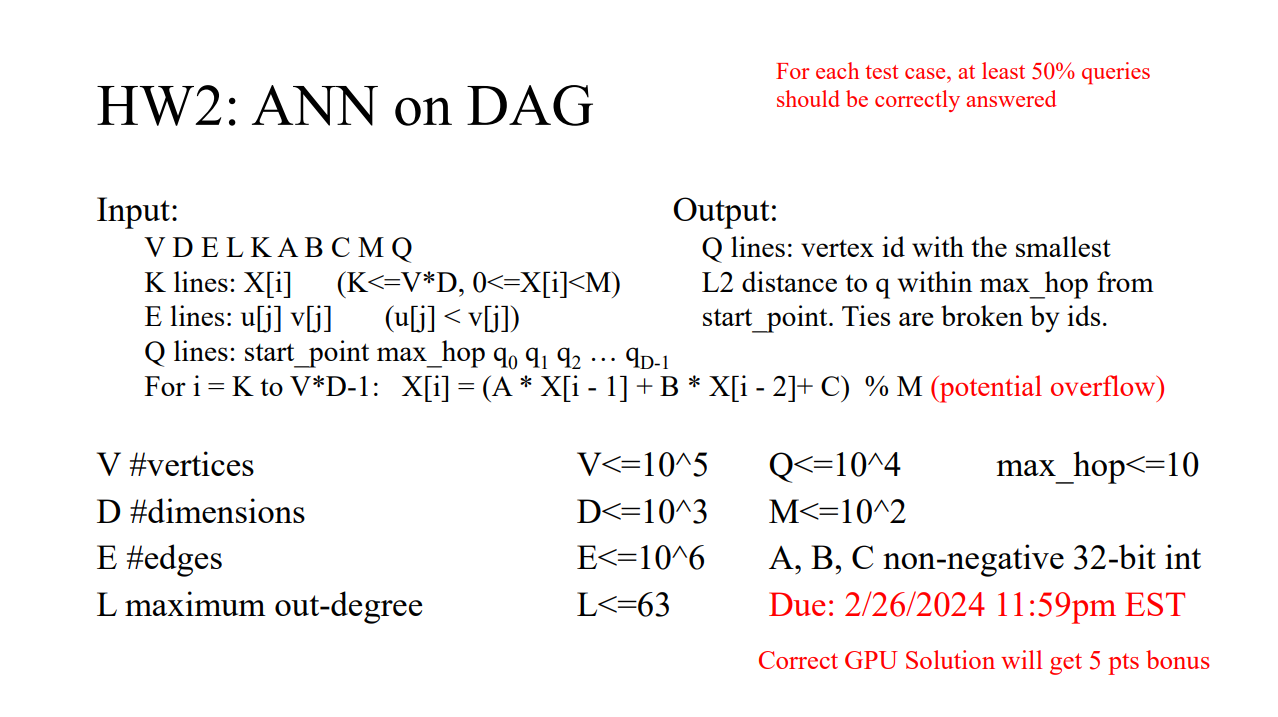 HW2: ANN on DAG
For each test case, at least 50% queries
should be correctly answered
Input:
V D E L K A B C M Q
K lines: X[i] (K<=V*D, 0<=X[i]<M)
E lines: u[j] v[j] (u[j] < v[j])
Q lines: start_point max_hop q0 q1 q2 … qD-1
For i = K to V*D-1: X[i] = (A * X[i - 1] + B * X[i - 2]+ C) % M (potential overflow)
Output:
Q lines: vertex id with the smallest
L2 distance to q within max_hop from
start_point. Ties are broken by ids.
V #vertices V<=10^5 Q<=10^4 max_hop<=10
D #dimensions D<=10^3 M<=10^2
E #edges E<=10^6 A, B, C non-negative 32-bit int
L maximum out-degree L<=63 Due: 2/26/2024 11:59pm EST
Correct GPU Solution will get 5 pts bonus